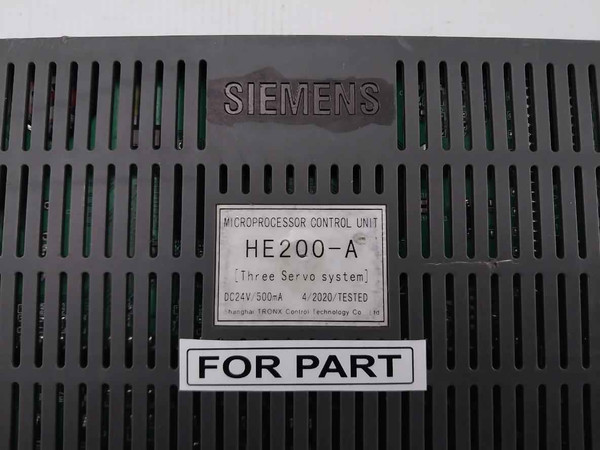 SIEMENS
MICROPROCESSOR CONTROL UNIT
HE200-A
[Three Servo system]
DC24V/500mA 4/2020/TESTED
Shanghai TRONX Control Technology Co Ltd
FOR PART